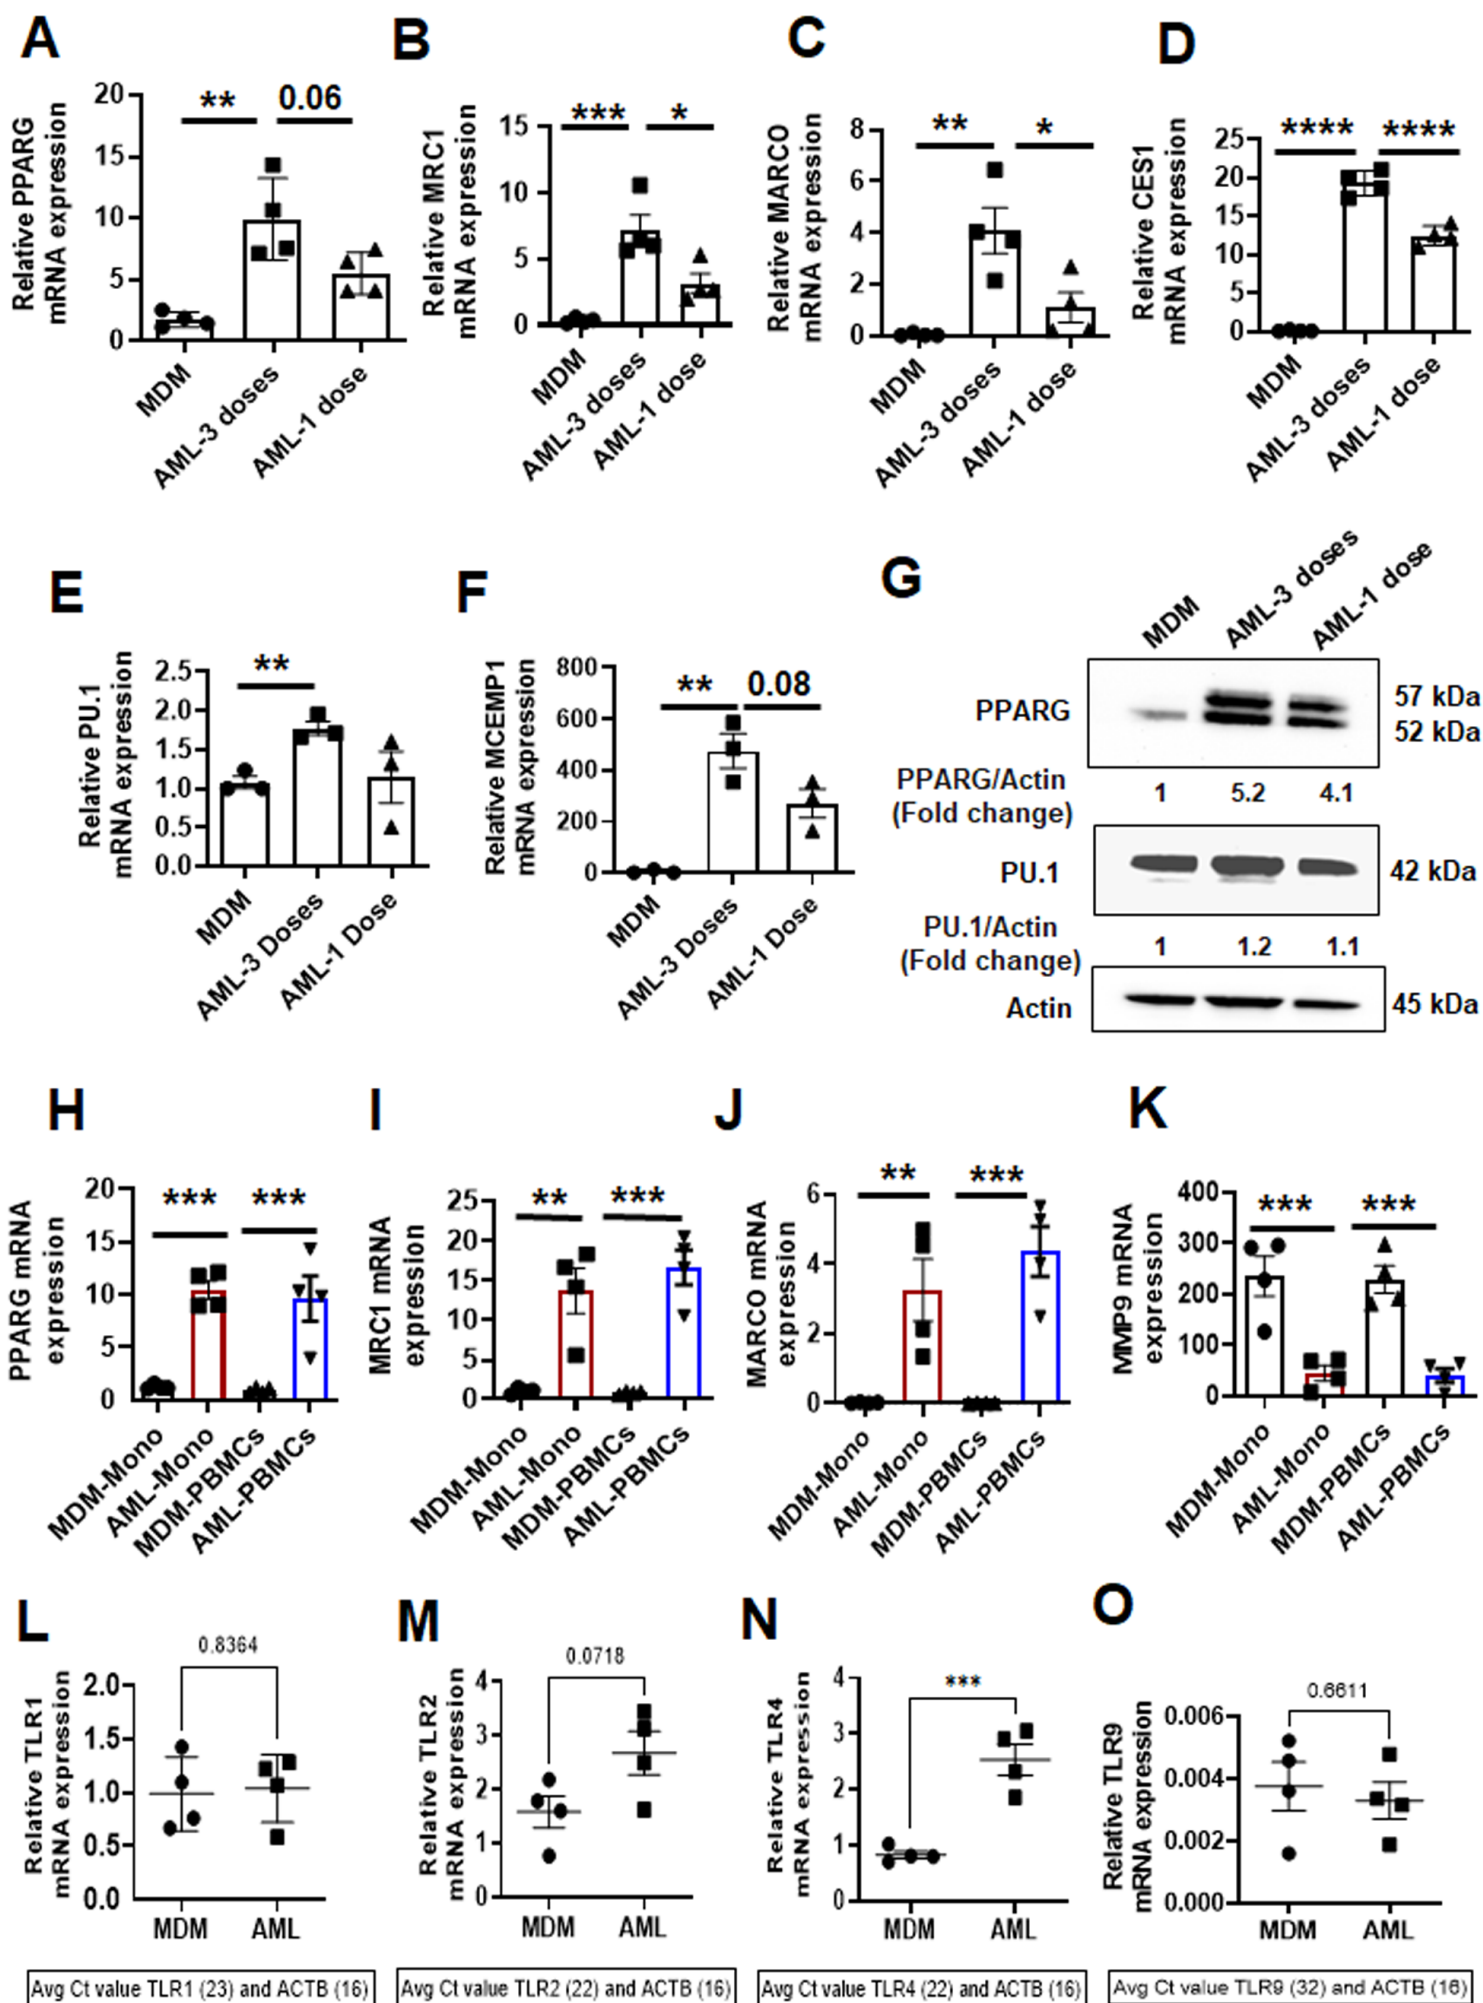 A
Relative PPARG
mRNA expression
20
15
10
5
0
**
0.06
MDM
AML-3 doses
AML-1 dose
B
Relative MRC1
mRNA expression
15
10
5
0
***
*
MDM
AML-3 doses
AML-1 dose
C
Relative MARCO
mRNA expression
8
6
4
2
0
**
*
MDM
AML-3 doses
AML-1 dose
D
Relative CES1
mRNA expression
25
20
15
10
5
0
****
****
MDM
AML-3 doses
AML-1 dose
E
Relative PU.1
mRNA expression
2.5
2.0
1.5
1.0
0.5
0.0
**
MDM
AML-3 Doses
AML-1 Dose
F
Relative MCEMP1
mRNA expression
800
600
400
200
0
**
0.08
MDM
AML-3 Doses
AML-1 Dose
G
MDM
AML-3 doses
AML-1 dose
PPARG
57 kDa
52 kDa
PPARG/Actin
(Fold change)
1
5.2
4.1
PU.1
42 kDa
PU.1/Actin
(Fold change)
1
1.2
1.1
Actin
45 kDa
H
PPARG mRNA
expression
20
15
10
5
0
***
***
MDM-Mono
AML-Mono
MDM-PBMCs
AML-PBMCs
I
MRC1 mRNA
expression
25
20
15
10
5
0
**
***
MDM-Mono
AML-Mono
MDM-PBMCs
AML-PBMCs
J
MARCO mRNA
expression
6
4
2
0
**
***
MDM-Mono
AML-Mono
MDM-PBMCs
AML-PBMCs
K
MMP9 mRNA
expression
400
300
200
100
0
***
***
MDM-Mono
AML-Mono
MDM-PBMCs
AML-PBMCs
L
Relative TLR1
mRNA expression
2.0
1.5
1.0
0.5
0.0
0.8364
MDM
AML
Avg Ct value TLR1 (23) and ACTB (16)
M
Relative TLR2
mRNA expression
4
3
2
1
0
0.0718
MDM
AML
Avg Ct value TLR2 (22) and ACTB (16)
N
Relative TLR4
mRNA expression
4
3
2
1
0
***
MDM
AML
Avg Ct value TLR4 (22) and ACTB (16)
O
Relative TLR9
mRNA expression
0.006
0.004
0.002
0.000
0.6611
MDM
AML
Avg Ct value TLR9 (32) and ACTB (16)